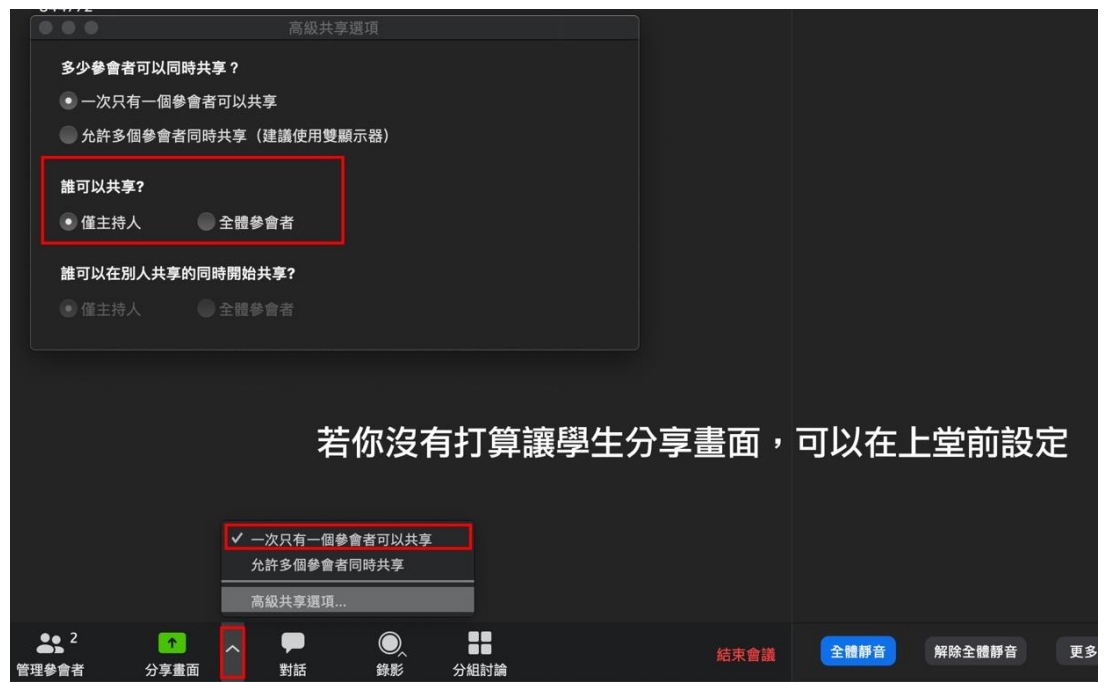 高級共享選項
多少參會者可以同時共享？
一次只有一個參會者可以共享
允許多個參會者同時共享（建議使用雙顯示器）
誰可以共享?
僅主持人 全體參會者
誰可以在別人共享的同時開始共享?
僅主持人 全體參會者
若你沒有打算讓學生分享畫面，可以在上堂前設定
✓ 一次只有一個參會者可以共享
允許多個參會者同時共享
高級共享選項...
2
管理參會者 分享畫面 對話 錄影 分組討論 結束會議 全體靜音 解除全體靜音 更多